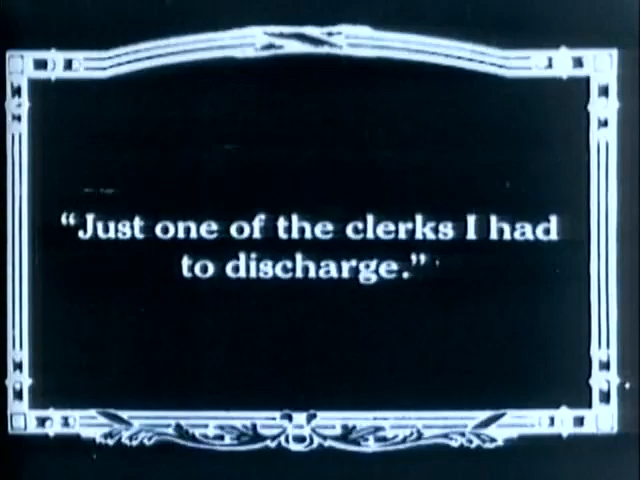 “Just one of the clerks I had
to discharge.”